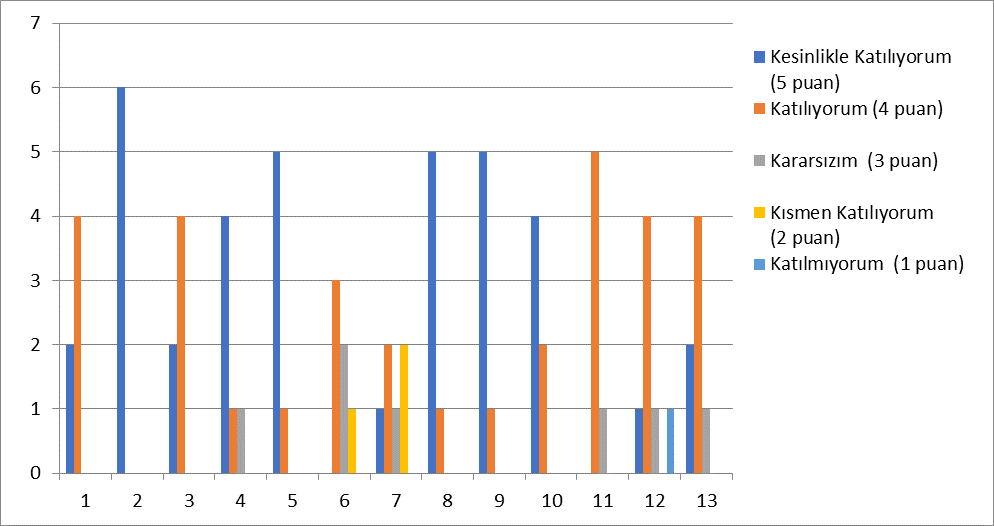 7
6
5
4
3
2
1
0
1 2 3 4 5 6 7 8 9 10 11 12 13
Kesinlikle Katılıyorum
(5 puan)
Katılıyorum (4 puan)
Kararsızım (3 puan)
Kısmen Katılıyorum
(2 puan)
Katılmıyorum (1 puan)